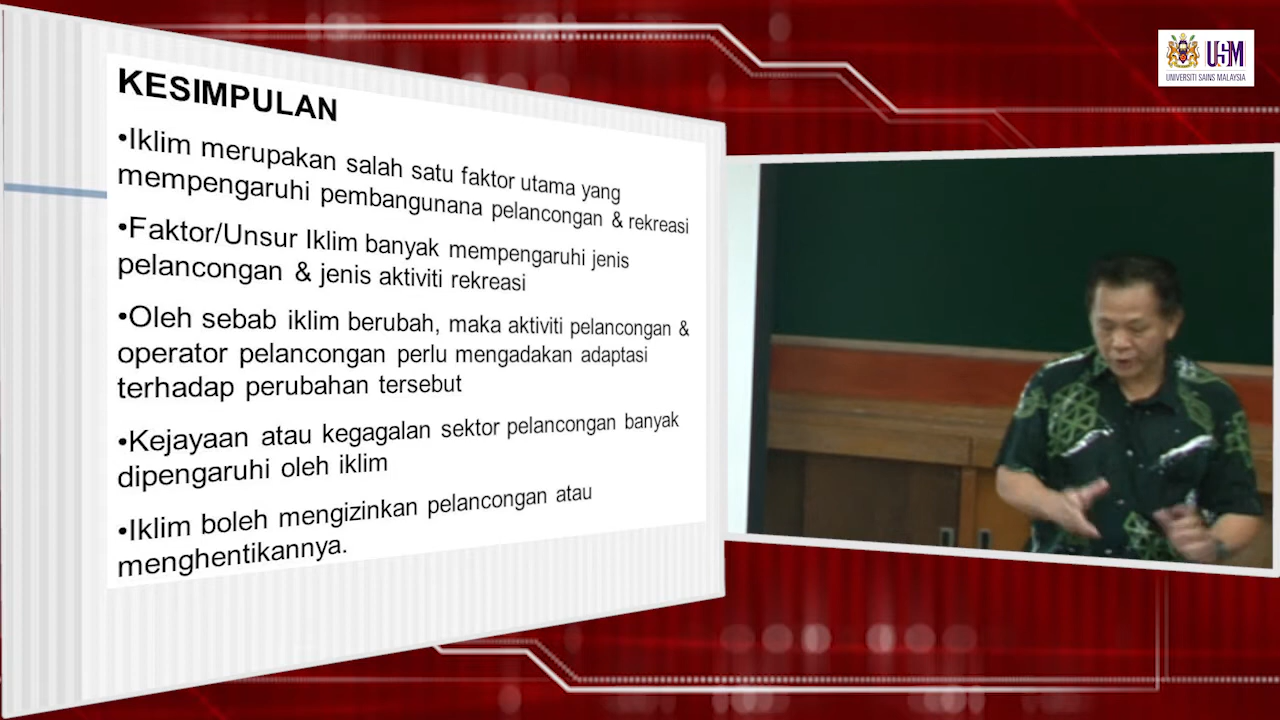 KESIMPULAN
•Iklim merupakan salah satu faktor utama yang
mempengaruhi pembangunana pelancongan & rekreasi
•Faktor/Unsur Iklim banyak mempengaruhi jenis
pelancongan & jenis aktiviti rekreasi
•Oleh sebab iklim berubah, maka aktiviti pelancongan &
operator pelancongan perlu mengadakan adaptasi
terhadap perubahan tersebut
•Kejayaan atau kegagalan sektor pelancongan banyak
dipengaruhi oleh iklim
•Iklim boleh mengizinkan pelancongan atau
menghentikannya.
USM
UNIVERSITI SAINS MALAYSIA